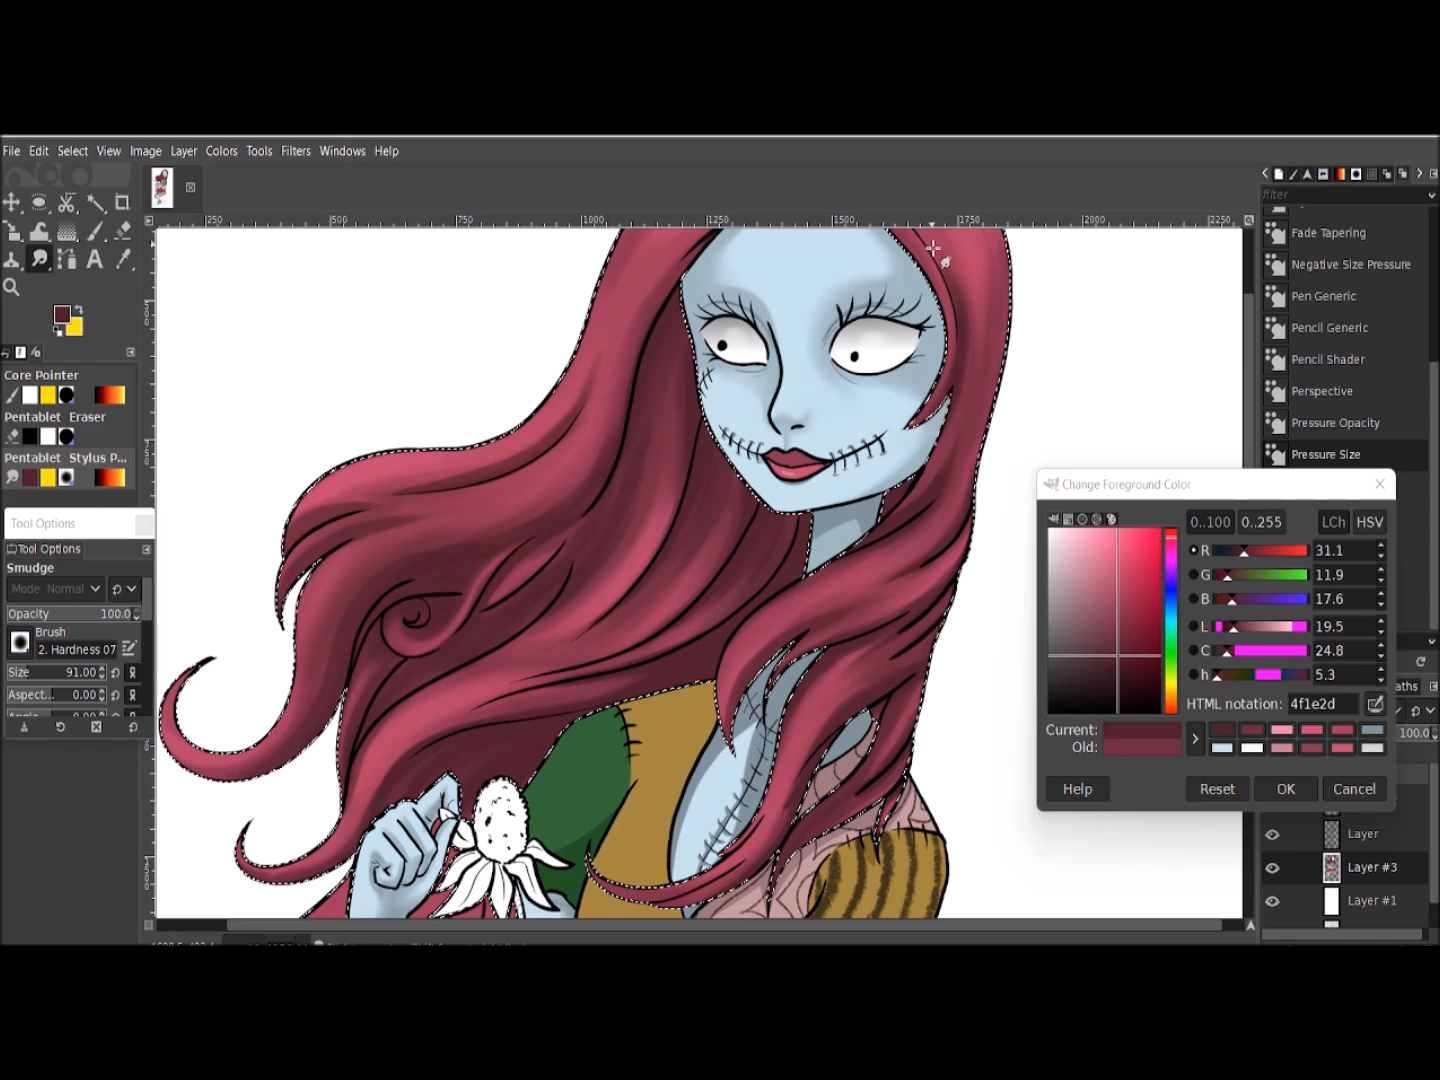 File Edit Select View Image Layer Colors Tools Filters Windows Help
250 500 750 1000 1250 1500 1750 2000 2250
filter
Fade Tapering
Negative Size Pressure
Pen Generic
Pencil Generic
Pencil Shader
Perspective
Pressure Opacity
Pressure Size
Core Pointer
Pentablet Eraser
Pentablet Stylus P...
Tool Options
Tool Options
Smudge
Mode Normal
Opacity 100.0
Brush
2. Hardness 07
Size 91.00
Aspect... 0.00
Change Foreground Color
0..100 0..255 LCh HSV
R 31.1
G 11.9
B 17.6
L 19.5
C 24.8
h 5.3
HTML notation: 4f1e2d
Current:
Old:
Help Reset OK Cancel
aths
100.0
Layer
Layer #3
Layer #1